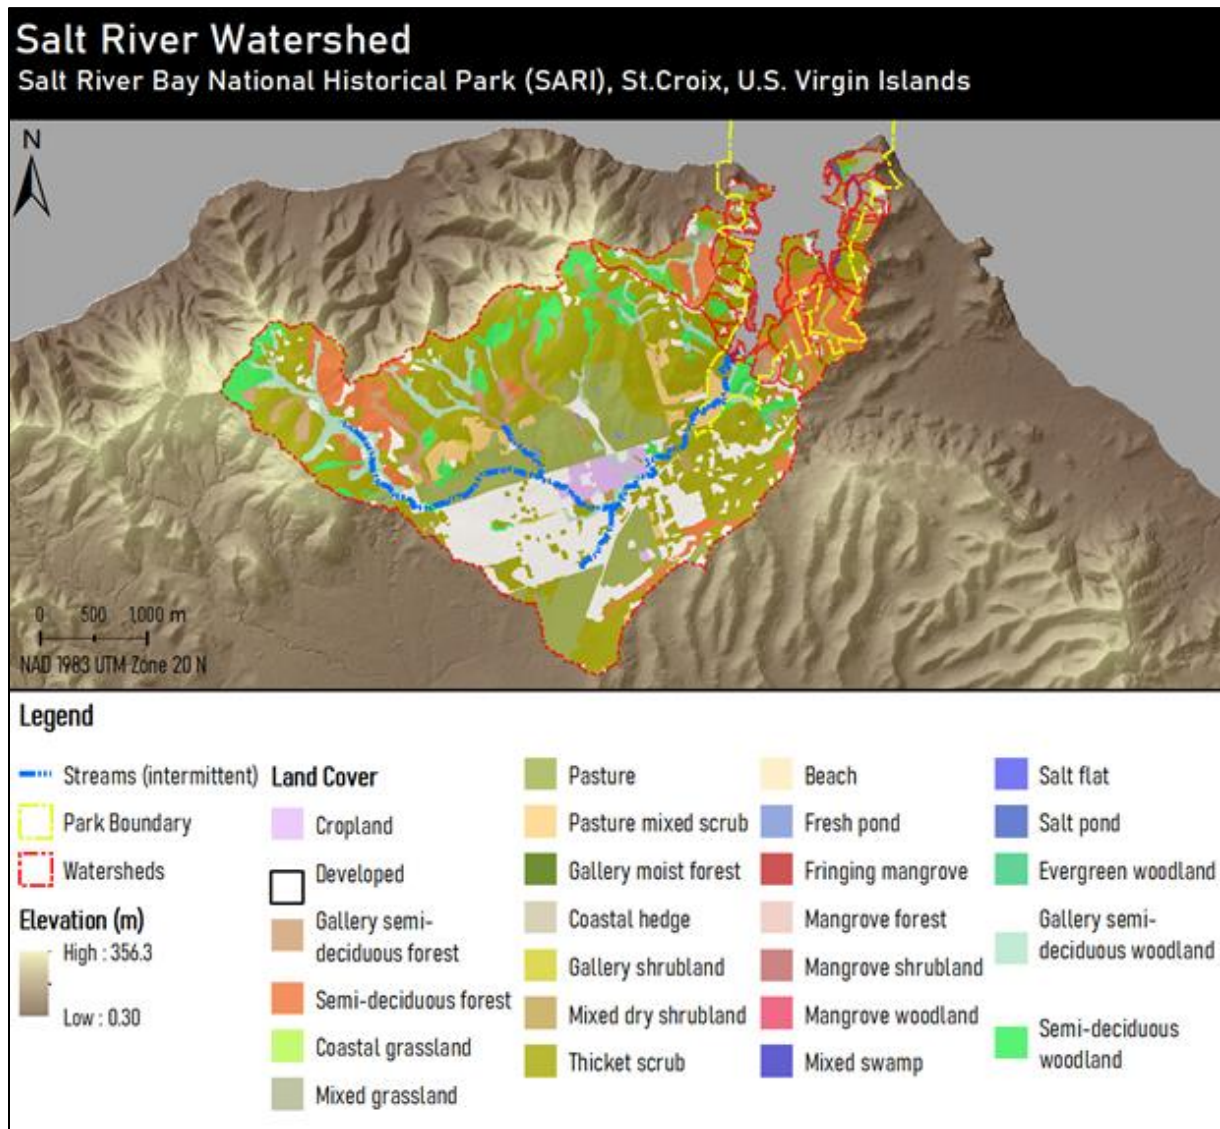 Salt River Watershed
Salt River Bay National Historical Park (SARI), St.Croix, U.S. Virgin Islands
N
0 500 1,000 m
NAD 1983 UTM Zone 20 N
Legend
Streams (intermittent)
Park Boundary
Watersheds
Elevation (m)
High : 356.3
Low : 0.30
Land Cover
Cropland
Developed
Gallery semi-
deciduous forest
Semi-deciduous forest
Coastal grassland
Mixed grassland
Pasture
Pasture mixed scrub
Gallery moist forest
Coastal hedge
Gallery shrubland
Mixed dry shrubland
Thicket scrub
Beach
Fresh pond
Fringing mangrove
Mangrove forest
Mangrove shrubland
Mangrove woodland
Mixed swamp
Salt flat
Salt pond
Evergreen woodland
Gallery semi-
deciduous woodland
Semi-deciduous
woodland